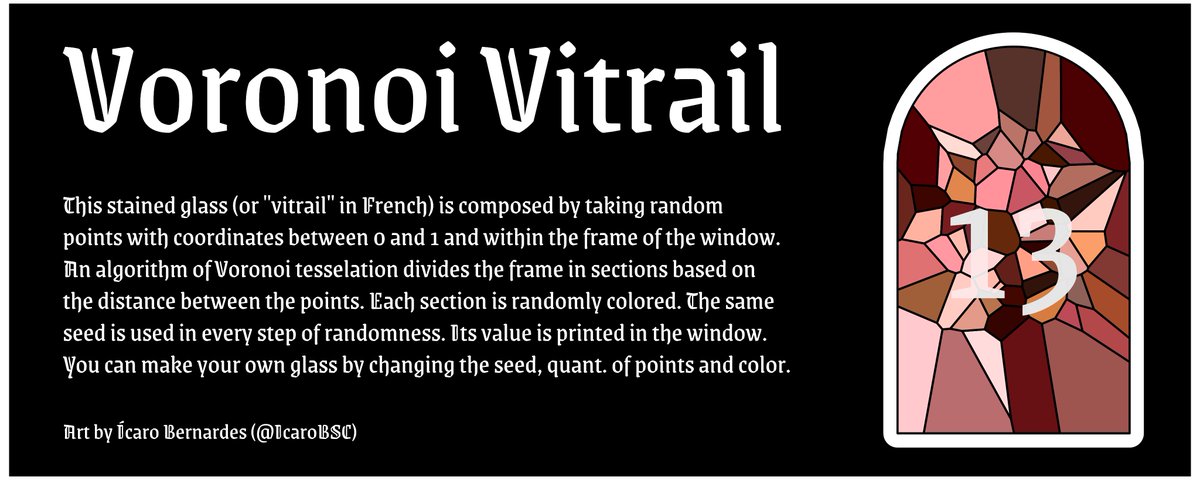 Voronoi Vitrail
This stained glass (or "vitrail" in French) is composed by taking random
points with coordinates between 0 and 1 and within the frame of the window.
An algorithm of Voronoi tesselation divides the frame in sections based on
the distance between the points. Each section is randomly colored. The same
seed is used in every step of randomness. Its value is printed in the window.
You can make your own glass by changing the seed, quant. of points and color.
Art by Ícaro Bernardes (@IcaroBSC)
13